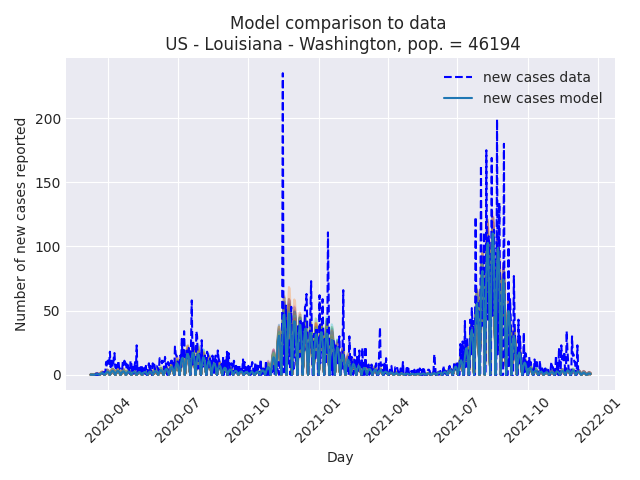 Model comparison to data
US - Louisiana - Washington, pop. = 46194
new cases data
new cases model
Number of new cases reported
200
150
100
50
0
2020-04
2020-07
2020-10
2021-01
2021-04
2021-07
2021-10
2022-01
Day